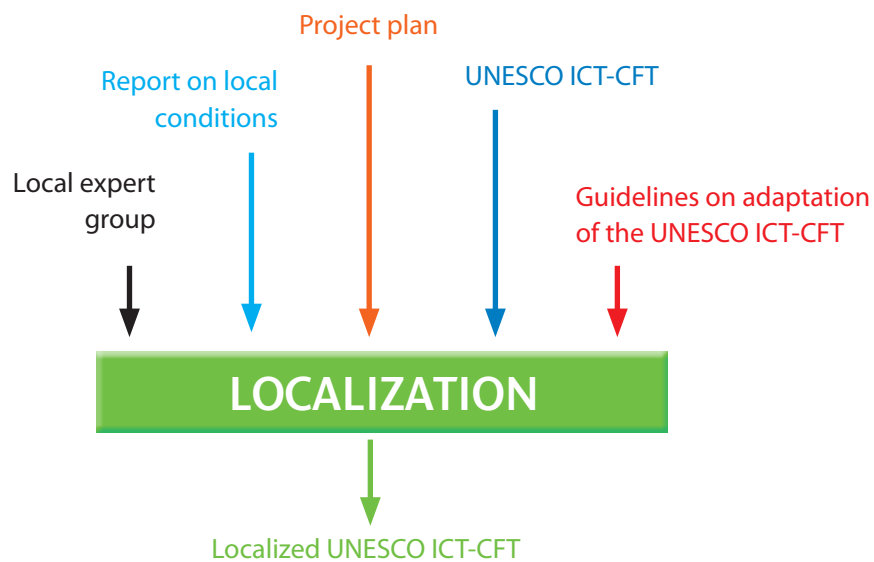 Project plan
Report on local
conditions
UNESCO ICT-CFT
Local expert
group
Guidelines on adaptation
of the UNESCO ICT-CFT
LOCALIZATION
Localized UNESCO ICT-CFT